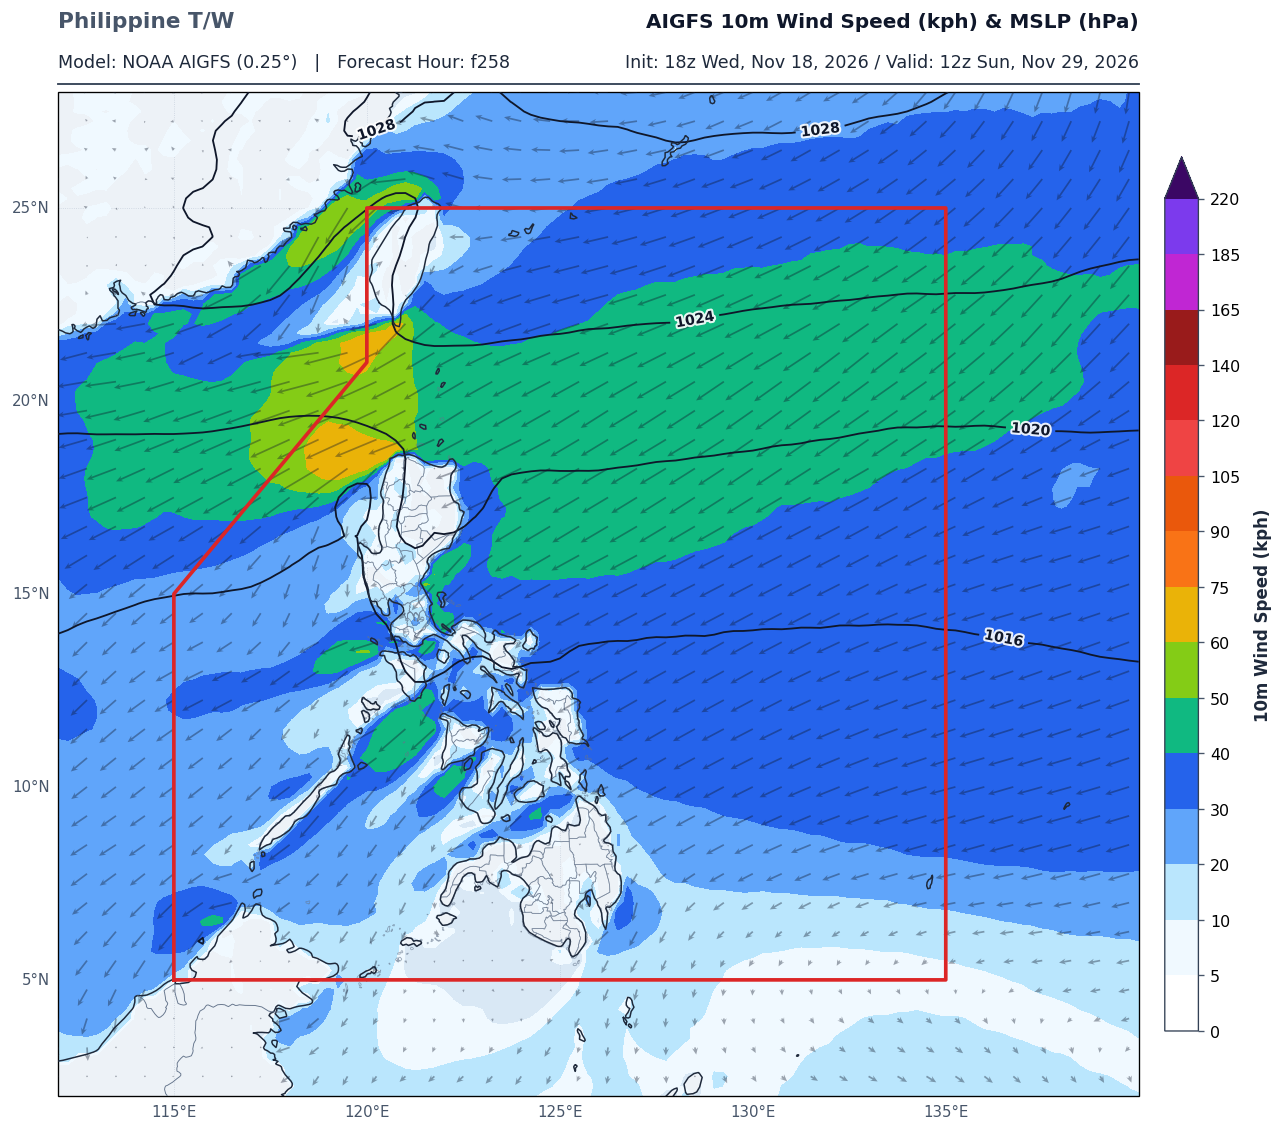 Philippine T/W
AIGFS 10m Wind Speed (kph) & MSLP (hPa)
Model: NOAA AIGFS (0.25°) | Forecast Hour: f258
Init: 18z Wed, Nov 18, 2026 / Valid: 12z Sun, Nov 29, 2026
1028
1028
1024
1020
1016
25°N
20°N
15°N
10°N
5°N
115°E
120°E
125°E
130°E
135°E
220
185
165
140
120
105
90
75
60
50
40
30
20
10
5
0
10m Wind Speed (kph)